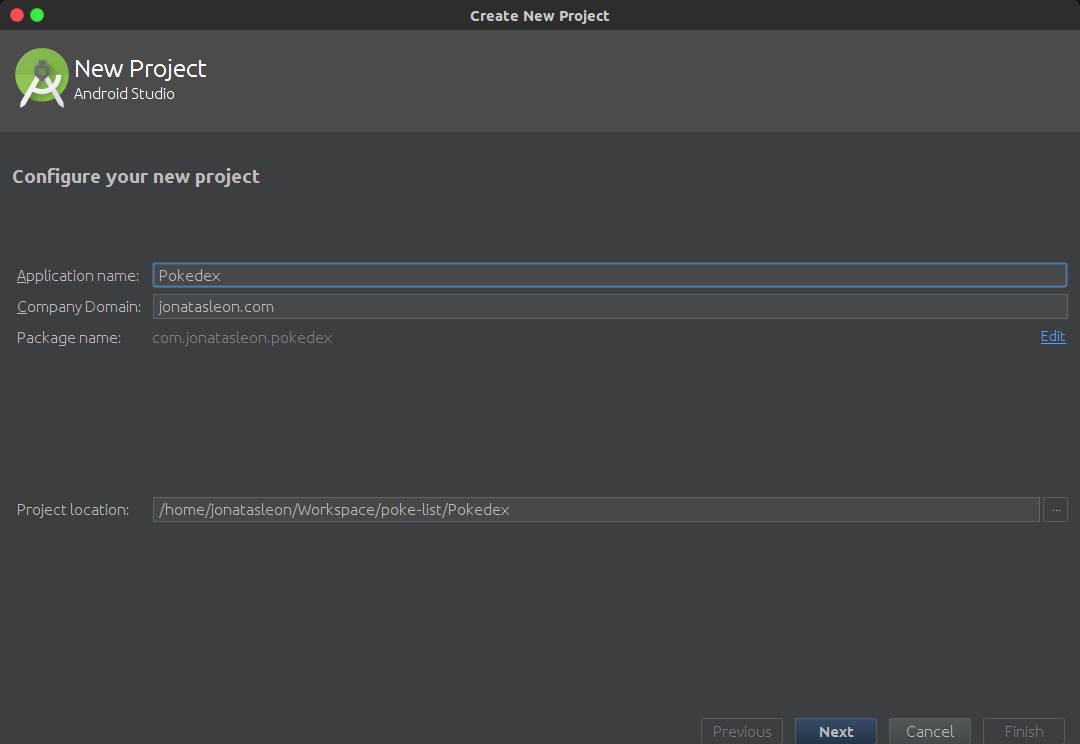 Create New Project
New Project
Android Studio
Configure your new project
Application name: Pokedex
Company Domain: jonatasleon.com
Package name: com.jonatasleon.pokedex Edit
Project location: /home/jonatasleon/Workspace/poke-list/Pokedex ...
Previous Next Cancel Finish